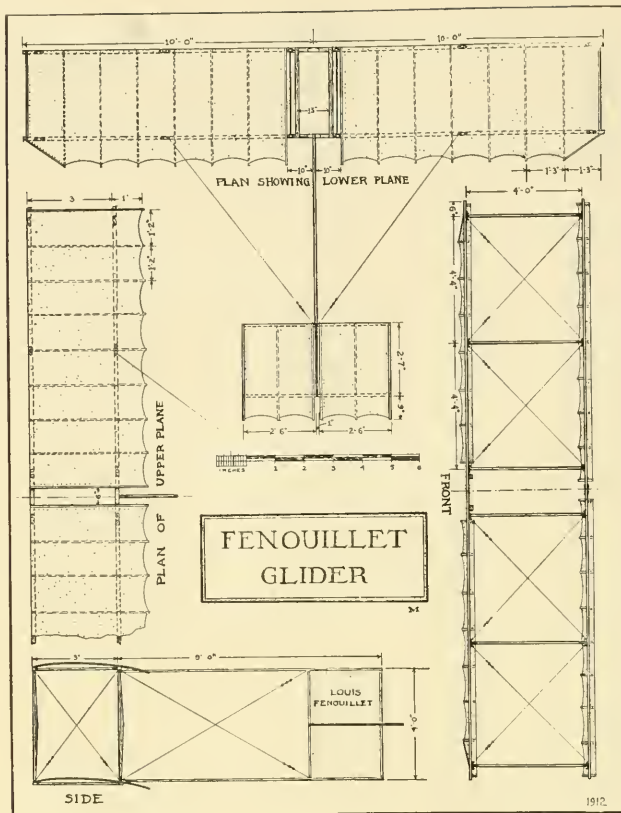 10'-0" 10'-0"
13"
10" 10"
1'-3" 1'-3"
PLAN SHOWING LOWER PLANE
3 1'
1'-2"
1'-2"
4'-0"
6"
4'-4"
4'-4"
2'-7"
6"
1"
2'6" 2-6"
INCHES 1 2 3 4 5 6
6"
PLAN OF UPPER PLANE
FRONT
FENOUILLET
GLIDER
M
3' 9'-0"
LOUIS
FENOUILLET
4'-0"
SIDE
1912